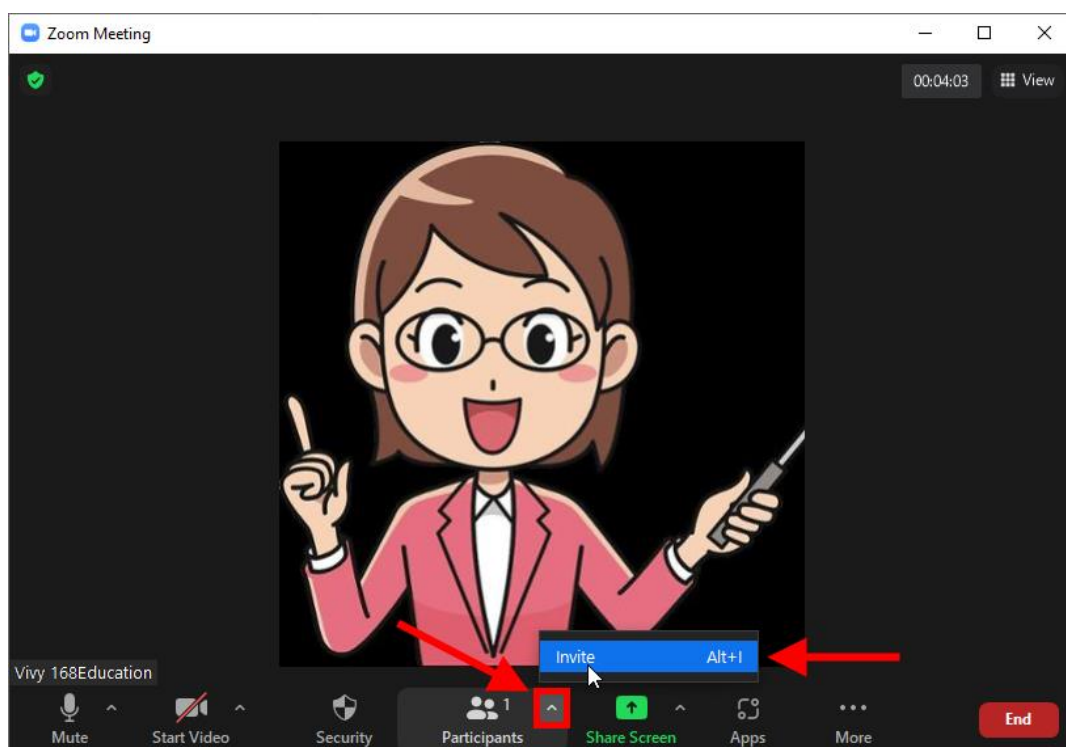 Zoom Meeting
00:04:03 View
Invite Alt+I
Vivy 168Education
1
Mute Start Video Security Participants Share Screen Apps More End